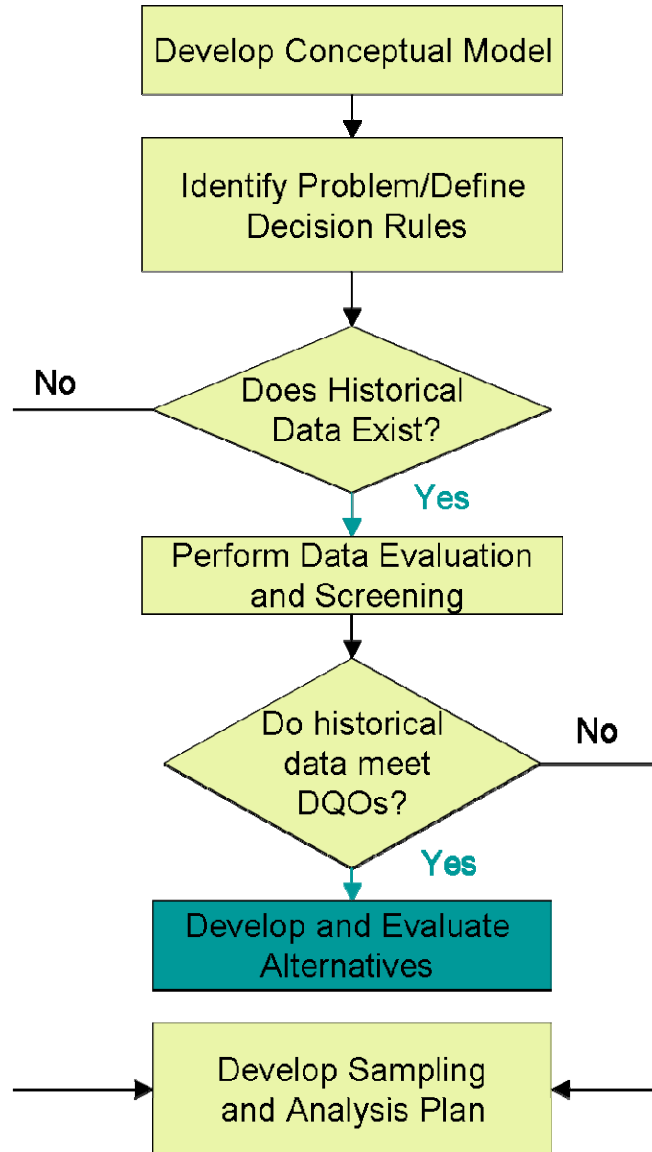 Develop Conceptual Model
Identify Problem/Define
Decision Rules
No
Does Historical
Data Exist?
Yes
Perform Data Evaluation
and Screening
Do historical
data meet
DQOs?
No
Yes
Develop and Evaluate
Alternatives
Develop Sampling
and Analysis Plan